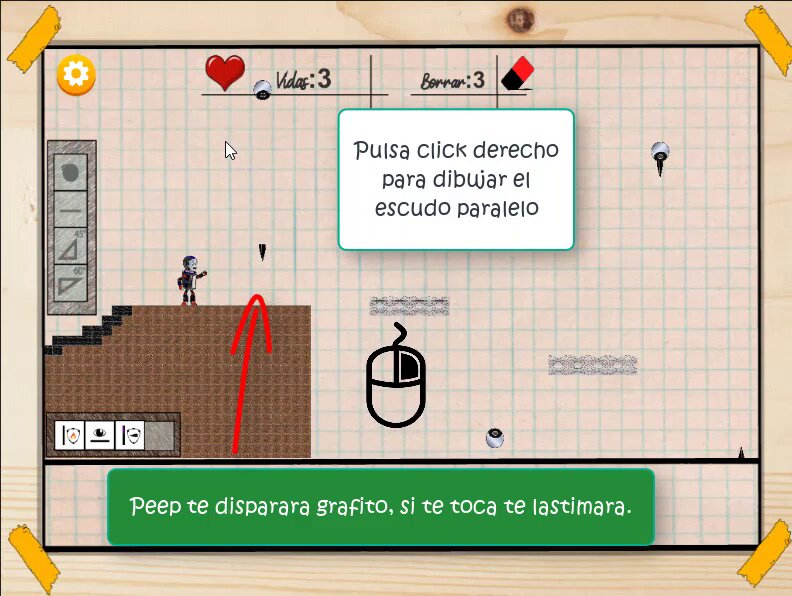 Vidas:3
Borrar:3
Pulsa click derecho
para dibujar el
escudo paralelo
45°
60°
Peep te disparara grafito, si te toca te lastimara.